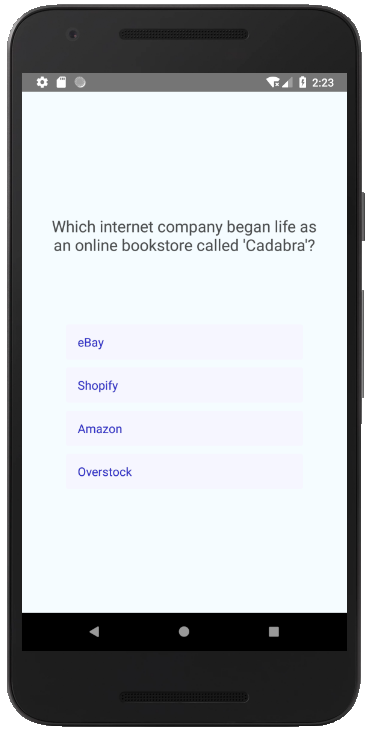 2:23
Which internet company began life as
an online bookstore called 'Cadabra'?
eBay
Shopify
Amazon
Overstock